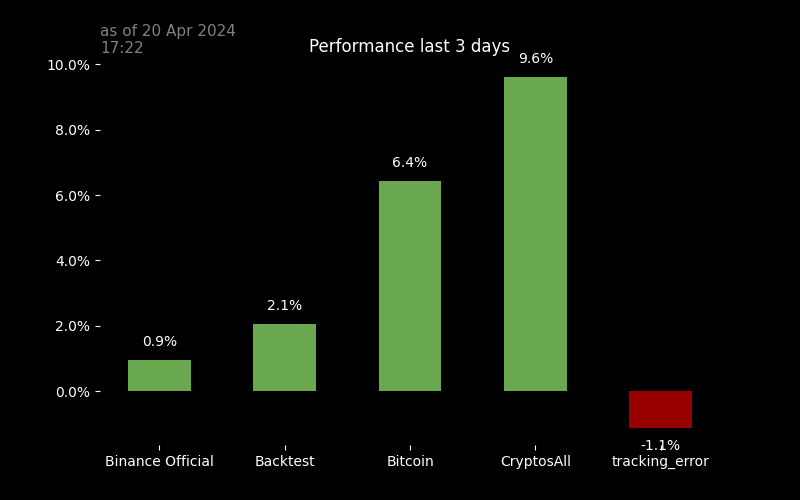 as of 20 Apr 2024
17:22
Performance last 3 days
10.0%
8.0%
6.0%
4.0%
2.0%
0.0%
0.9%
2.1%
6.4%
9.6%
-1.1%
Binance Official
Backtest
Bitcoin
CryptosAll
tracking_error